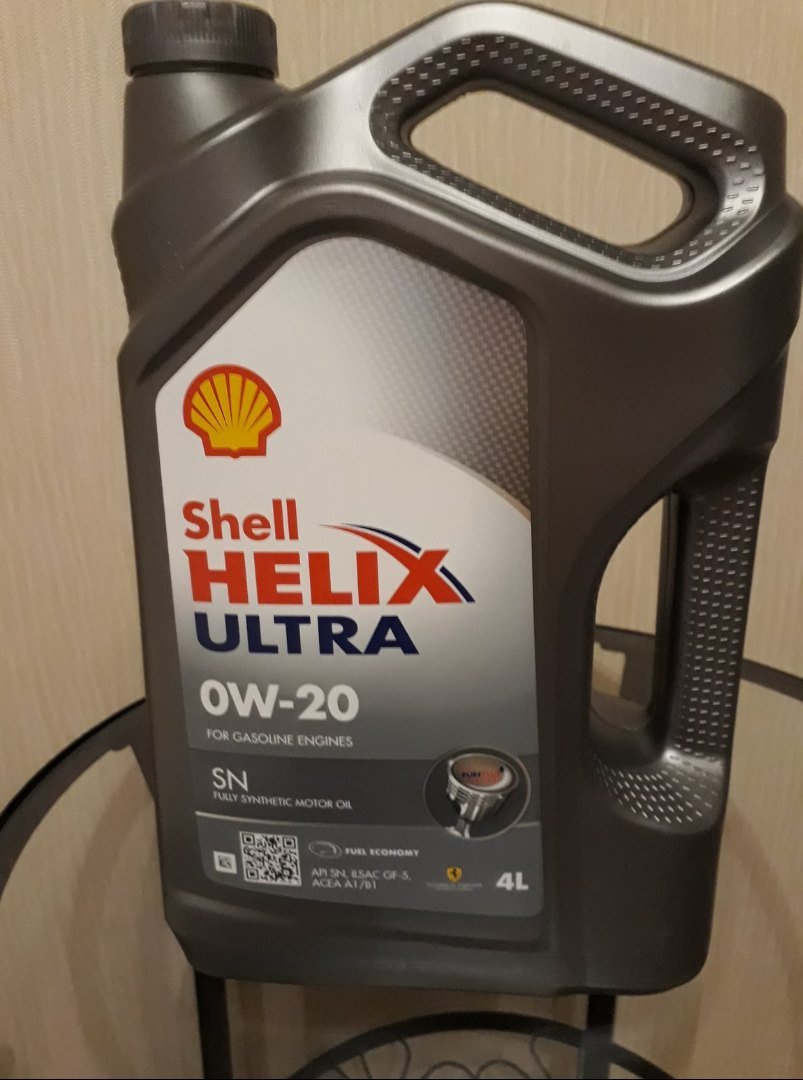 Shell
HELIX
ULTRA
0W-20
FOR GASOLINE ENGINES
SN
FULLY SYNTHETIC MOTOR OIL
PUREPLUS
FUEL ECONOMY
API SN, ILSAC GF-5,
ACEA A1/B1
4L